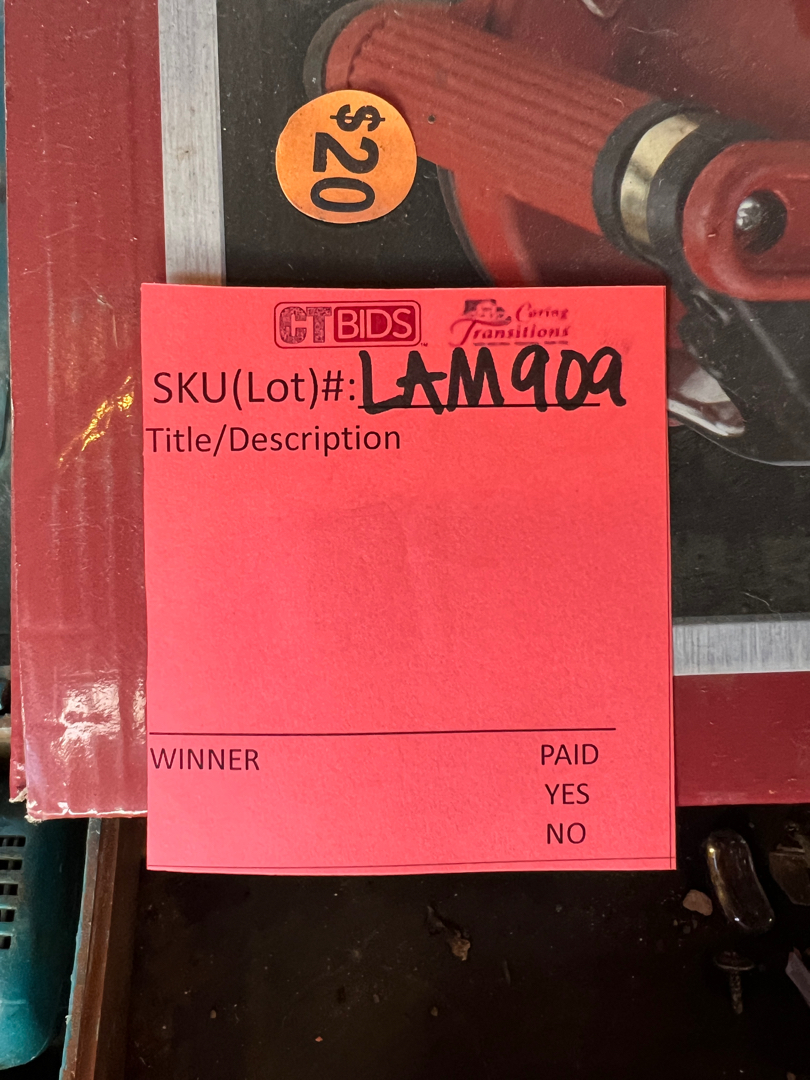 $20
CT BIDS
Caring
Transitions
SKU(Lot)#: LAM909
Title/Description
WINNER PAID
YES
NO